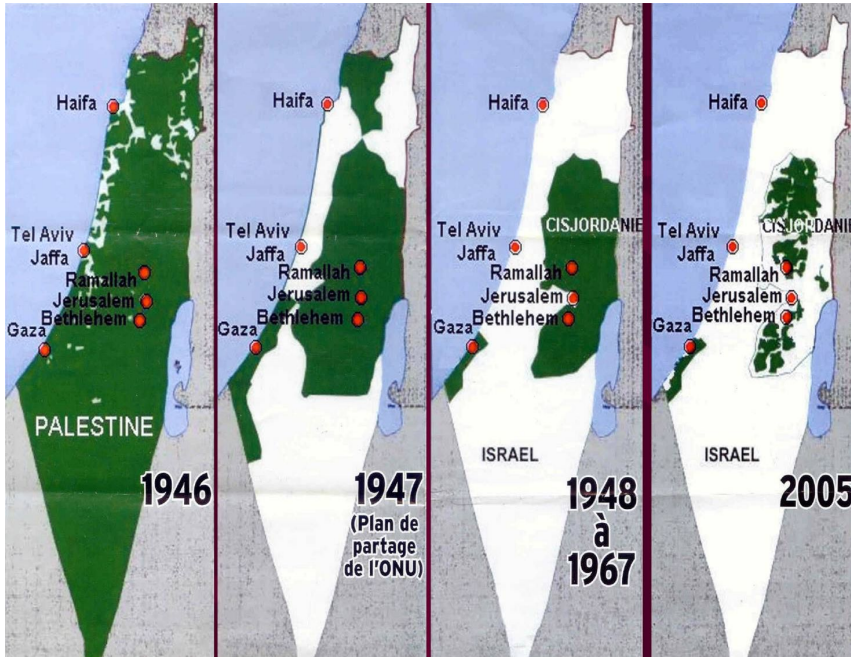 Haifa
Tel Aviv
Jaffa
Ramallah
Jerusalem
Bethlehem
Gaza
PALESTINE
1946
Haifa
Tel Aviv
Jaffa
Ramallah
Jerusalem
Bethlehem
Gaza
1947
(Plan de
partage
de l'ONU)
Haifa
Tel Aviv
Jaffa
CISJORDANIE
Ramallah
Jerusalem
Bethlehem
Gaza
ISRAEL
1948
à
1967
Haifa
Tel Aviv
Jaffa
CISJORDANIE
Ramallah
Jerusalem
Bethlehem
Gaza
ISRAEL
2005